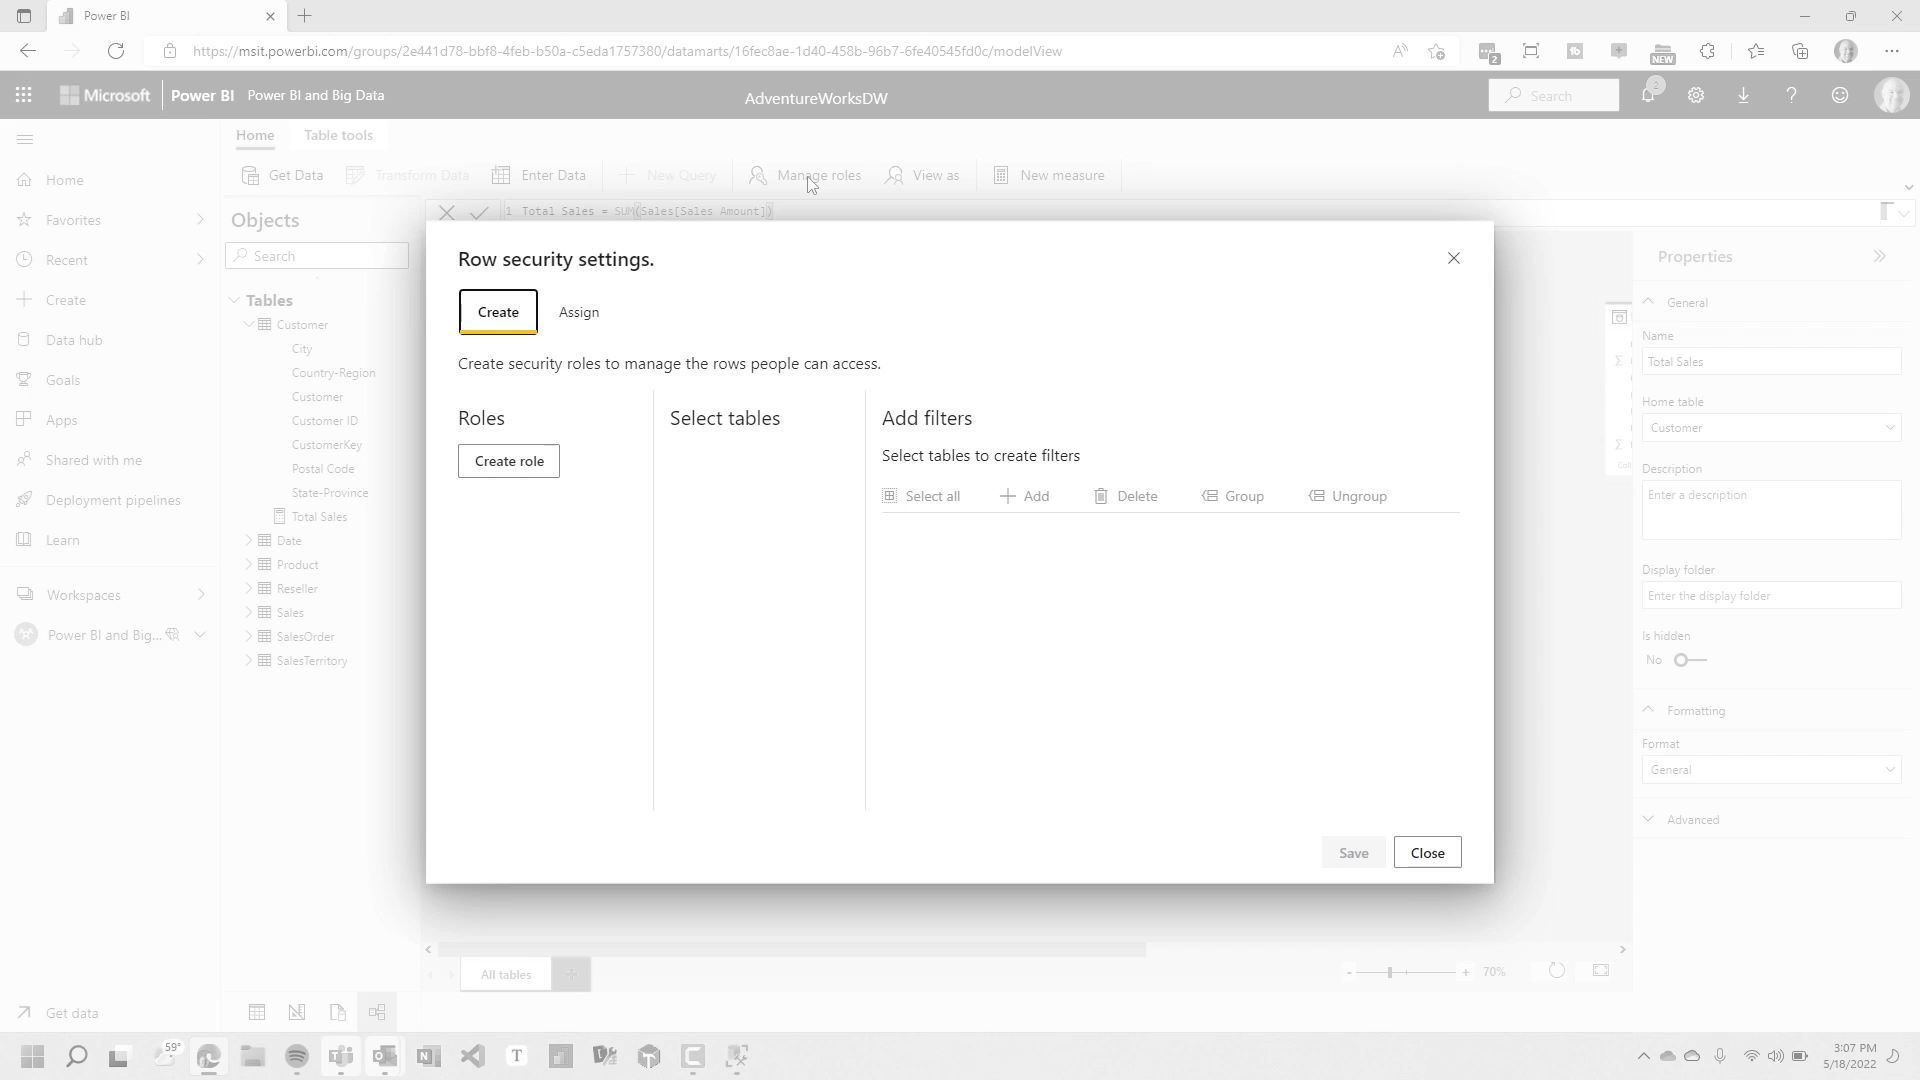 Power BI
https://msit.powerbi.com/groups/2e441d78-bbf8-4feb-b50a-c5eda1757380/datamarts/16fec8ae-1d40-458b-96b7-6fe40545fd0c/modelView
2
NEW
Microsoft Power BI Power BI and Big Data
AdventureWorksDW
Search
2
Home Table tools
Get Data Transform Data Enter Data New Query Manage roles View as New measure
1 Total Sales = SUM(Sales[Sales Amount])
Home
Favorites
Recent
Create
Data hub
Goals
Apps
Shared with me
Deployment pipelines
Learn
Workspaces
Power BI and Big...
Get data
Objects
Search
Tables
Customer
City
Country-Region
Customer
Customer ID
CustomerKey
Postal Code
State-Province
Total Sales
Date
Product
Reseller
Sales
SalesOrder
SalesTerritory
Row security settings.
Create Assign
Create security roles to manage the rows people can access.
Roles
Create role
Select tables
Add filters
Select tables to create filters
Select all Add Delete Group Ungroup
Save Close
Properties
General
Name
Total Sales
Home table
Customer
Description
Enter a description
Display folder
Enter the display folder
Is hidden
No
Formatting
Format
General
Advanced
All tables
- + 70%
59°
3:07 PM
5/18/2022